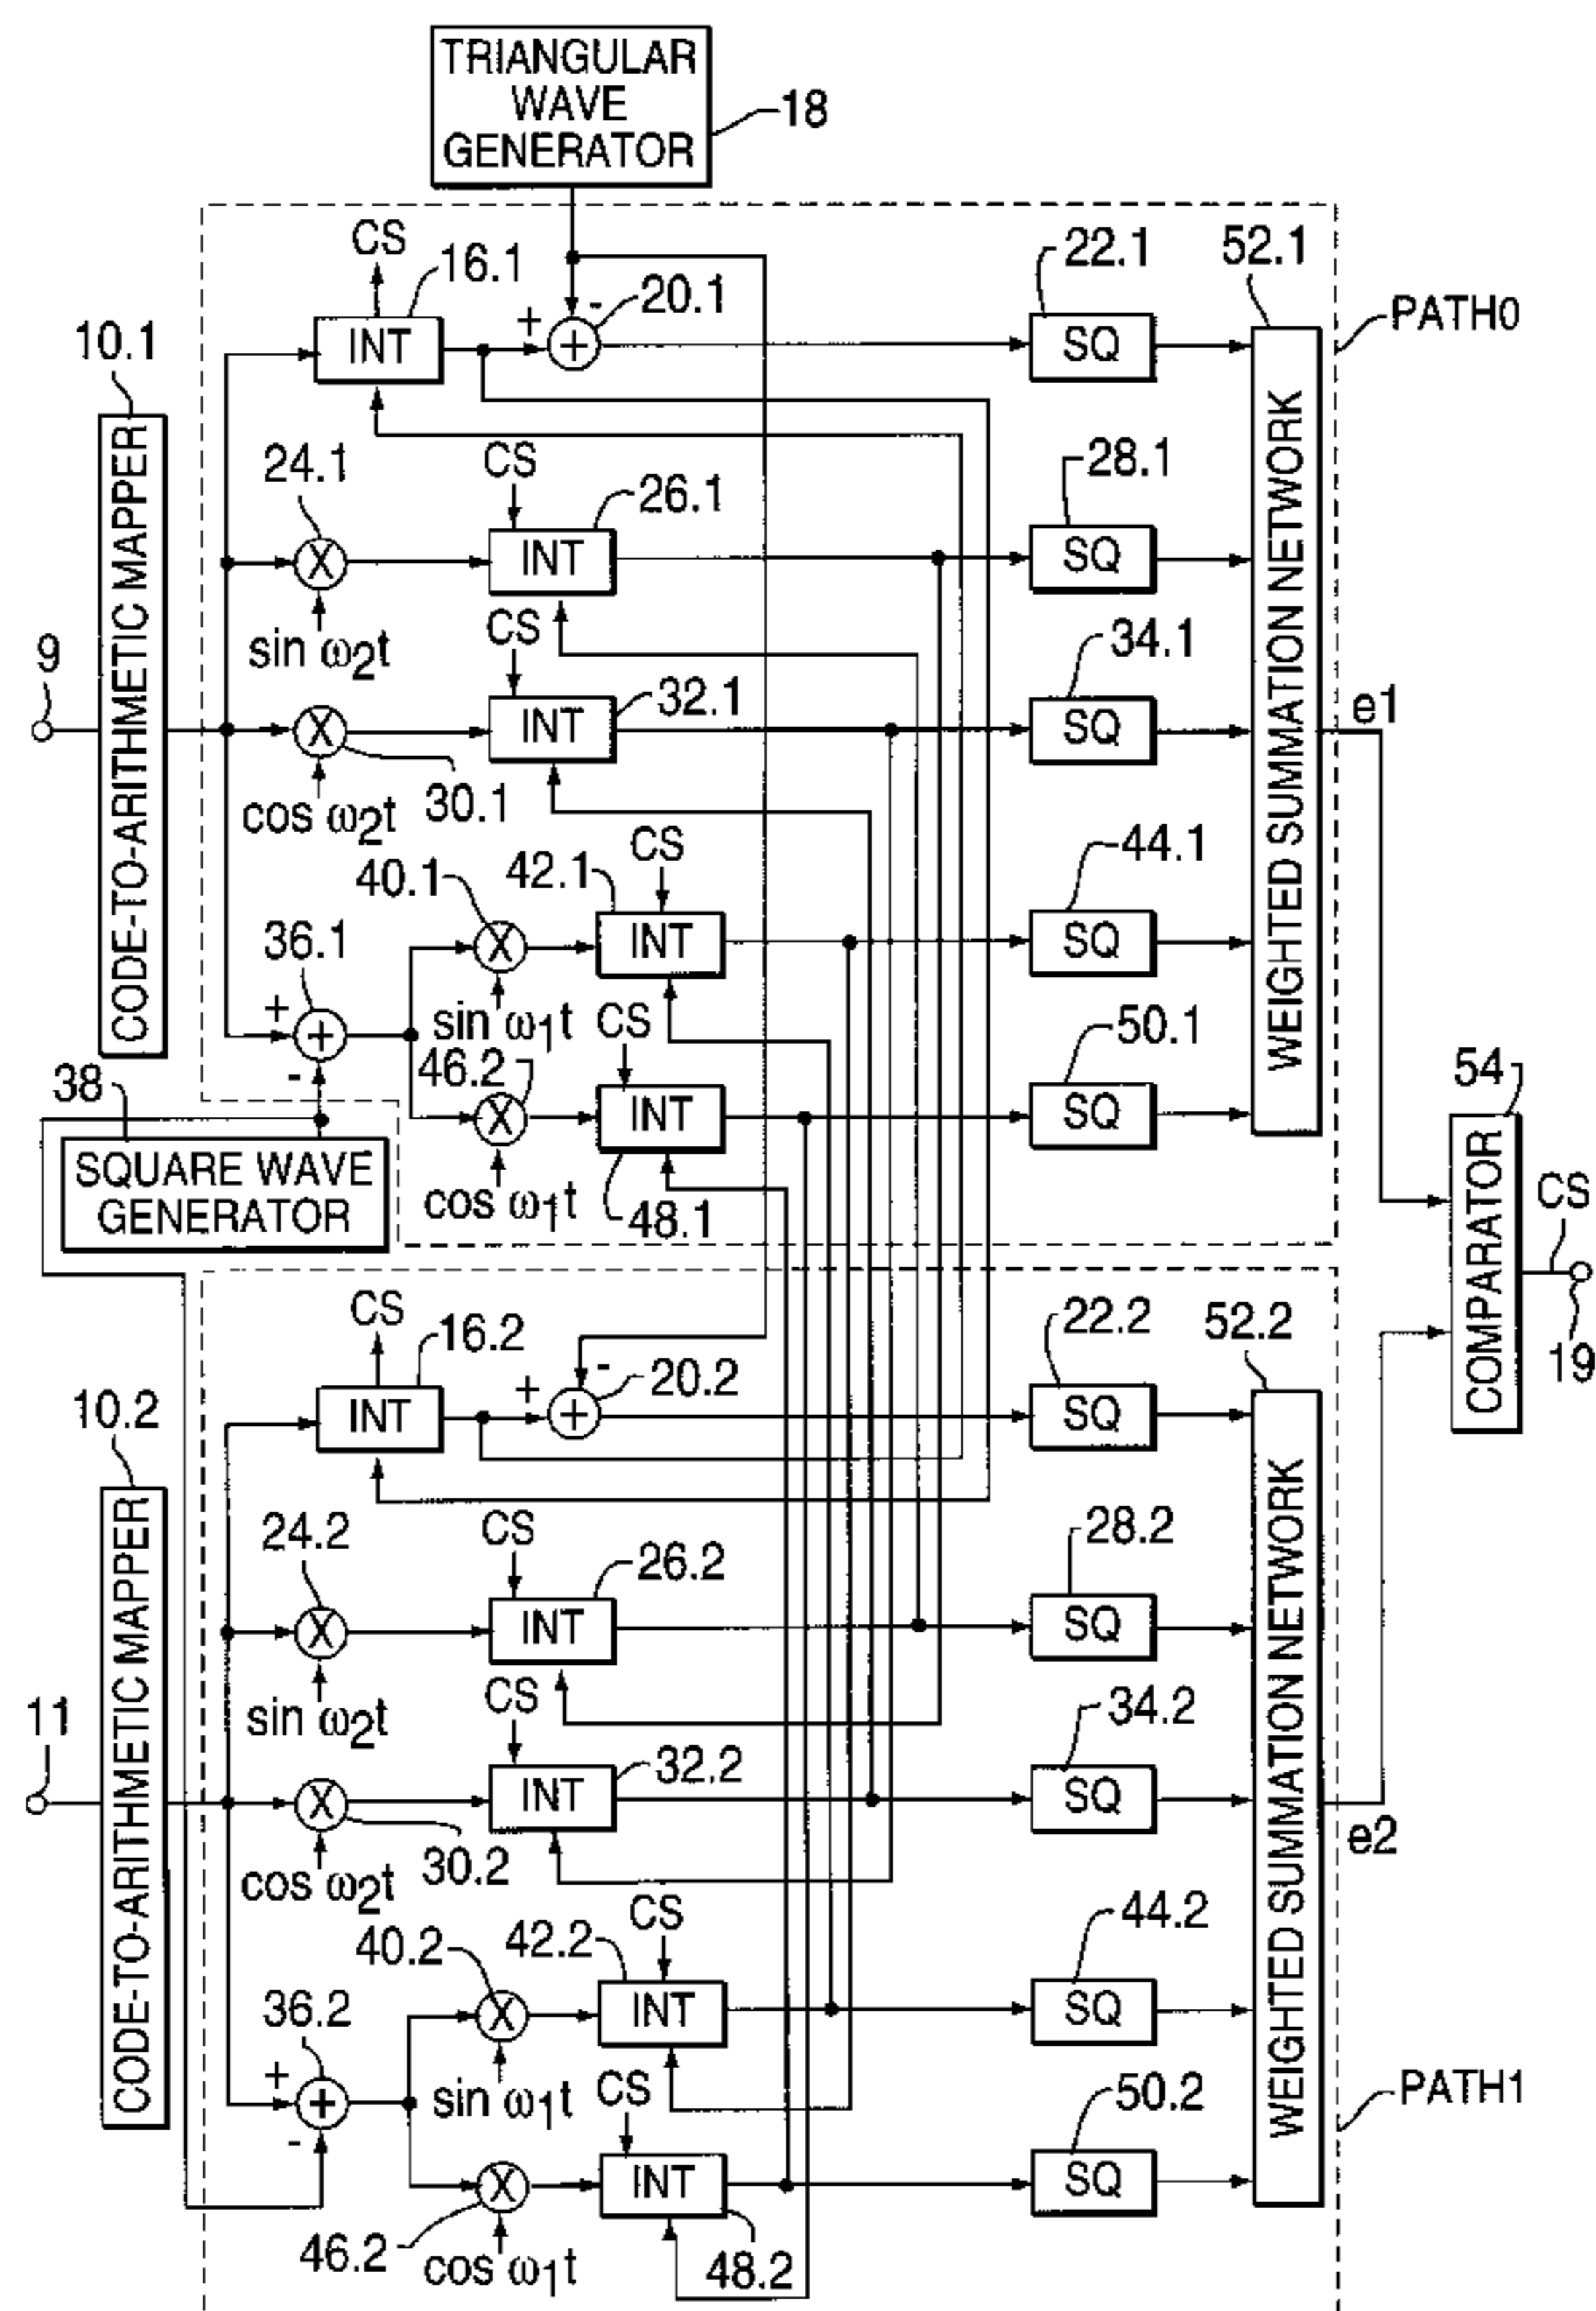 TRIANGULAR
WAVE
GENERATOR
18
CS
16.1
20.1
22.1
52.1
PATH0
10.1
INT
+
-
+
SQ
CODE-TO-ARITHMETIC MAPPER
WEIGHTED SUMMATION NETWORK
24.1
CS
26.1
28.1
X
INT
SQ
sin ω2t
CS
9
32.1
34.1
X
INT
SQ
e1
cos ω2t
30.1
CS
40.1
42.1
44.1
36.1
X
INT
SQ
+
+
-
sin ω1t
CS
46.2
50.1
38
X
INT
SQ
54
SQUARE WAVE
GENERATOR
cos ω1t
48.1
COMPARATOR
CS
19
CS
16.2
20.2
22.2
52.2
10.2
INT
+
-
+
SQ
CODE-TO-ARITHMETIC MAPPER
WEIGHTED SUMMATION NETWORK
24.2
CS
26.2
28.2
X
INT
SQ
sin ω2t
CS
11
32.2
34.2
X
INT
SQ
e2
cos ω2t
30.2
CS
40.2
42.2
44.2
36.2
X
INT
SQ
+
+
-
sin ω1t
CS
50.2
PATH1
X
INT
SQ
46.2
cos ω1t
48.2